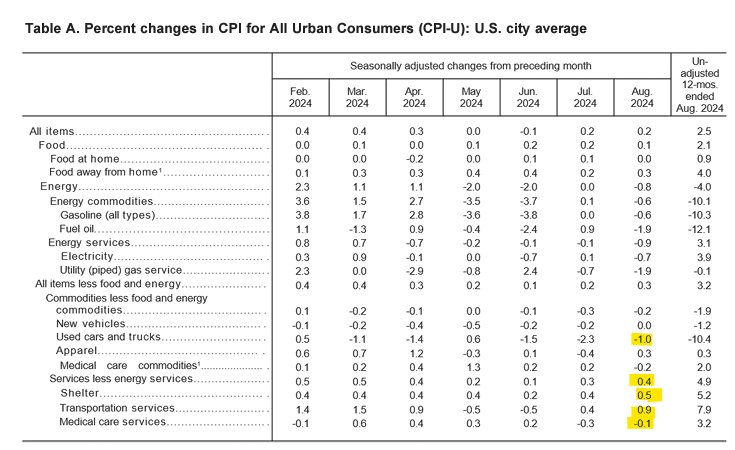 Table A. Percent changes in CPI for All Urban Consumers (CPI-U): U.S. city average
Seasonally adjusted changes from preceding month
Un-
adjusted
12-mos.
ended
Aug. 2024
Feb. 2024 Mar. 2024 Apr. 2024 May 2024 Jun. 2024 Jul. 2024 Aug. 2024
All items 0.4 0.4 0.3 0.0 -0.1 0.2 0.2 2.5
Food 0.0 0.1 0.0 0.1 0.2 0.2 0.1 2.1
Food at home 0.0 0.0 -0.2 0.0 0.1 0.1 0.0 0.9
Food away from home¹ 0.1 0.3 0.3 0.4 0.4 0.2 0.3 4.0
Energy 2.3 1.1 1.1 -2.0 -2.0 0.0 -0.8 -4.0
Energy commodities 3.6 1.5 2.7 -3.5 -3.7 0.1 -0.6 -10.1
Gasoline (all types) 3.8 1.7 2.8 -3.6 -3.8 0.0 -0.6 -10.3
Fuel oil 1.1 -1.3 0.9 -0.4 -2.4 0.9 -1.9 -12.1
Energy services 0.8 0.7 -0.7 -0.2 -0.1 -0.1 -0.9 3.1
Electricity 0.3 0.9 -0.1 0.0 -0.7 0.1 -0.7 3.9
Utility (piped) gas service 2.3 0.0 -2.9 -0.8 2.4 -0.7 -1.9 -0.1
All items less food and energy 0.4 0.4 0.3 0.2 0.1 0.2 0.3 3.2
Commodities less food and energy
commodities 0.1 -0.2 -0.1 0.0 -0.1 -0.3 -0.2 -1.9
New vehicles -0.1 -0.2 -0.4 -0.5 -0.2 -0.2 0.0 -1.2
Used cars and trucks 0.5 -1.1 -1.4 0.6 -1.5 -2.3 -1.0 -10.4
Apparel 0.6 0.7 1.2 -0.3 0.1 -0.4 0.3 0.3
Medical care commodities¹ 0.1 0.2 0.4 1.3 0.2 0.2 -0.2 2.0
Services less energy services 0.5 0.5 0.4 0.2 0.1 0.3 0.4 4.9
Shelter 0.4 0.4 0.4 0.4 0.2 0.4 0.5 5.2
Transportation services 1.4 1.5 0.9 -0.5 -0.5 0.4 0.9 7.9
Medical care services -0.1 0.6 0.4 0.3 0.2 -0.3 -0.1 3.2